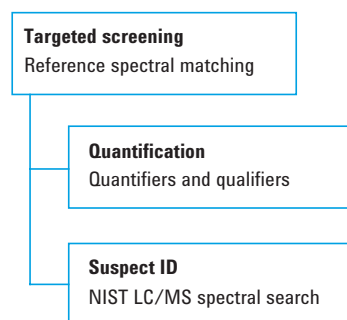 Targeted screening
Reference spectral matching
Quantification
Quantifiers and qualifiers
Suspect ID
NIST LC/MS spectral search